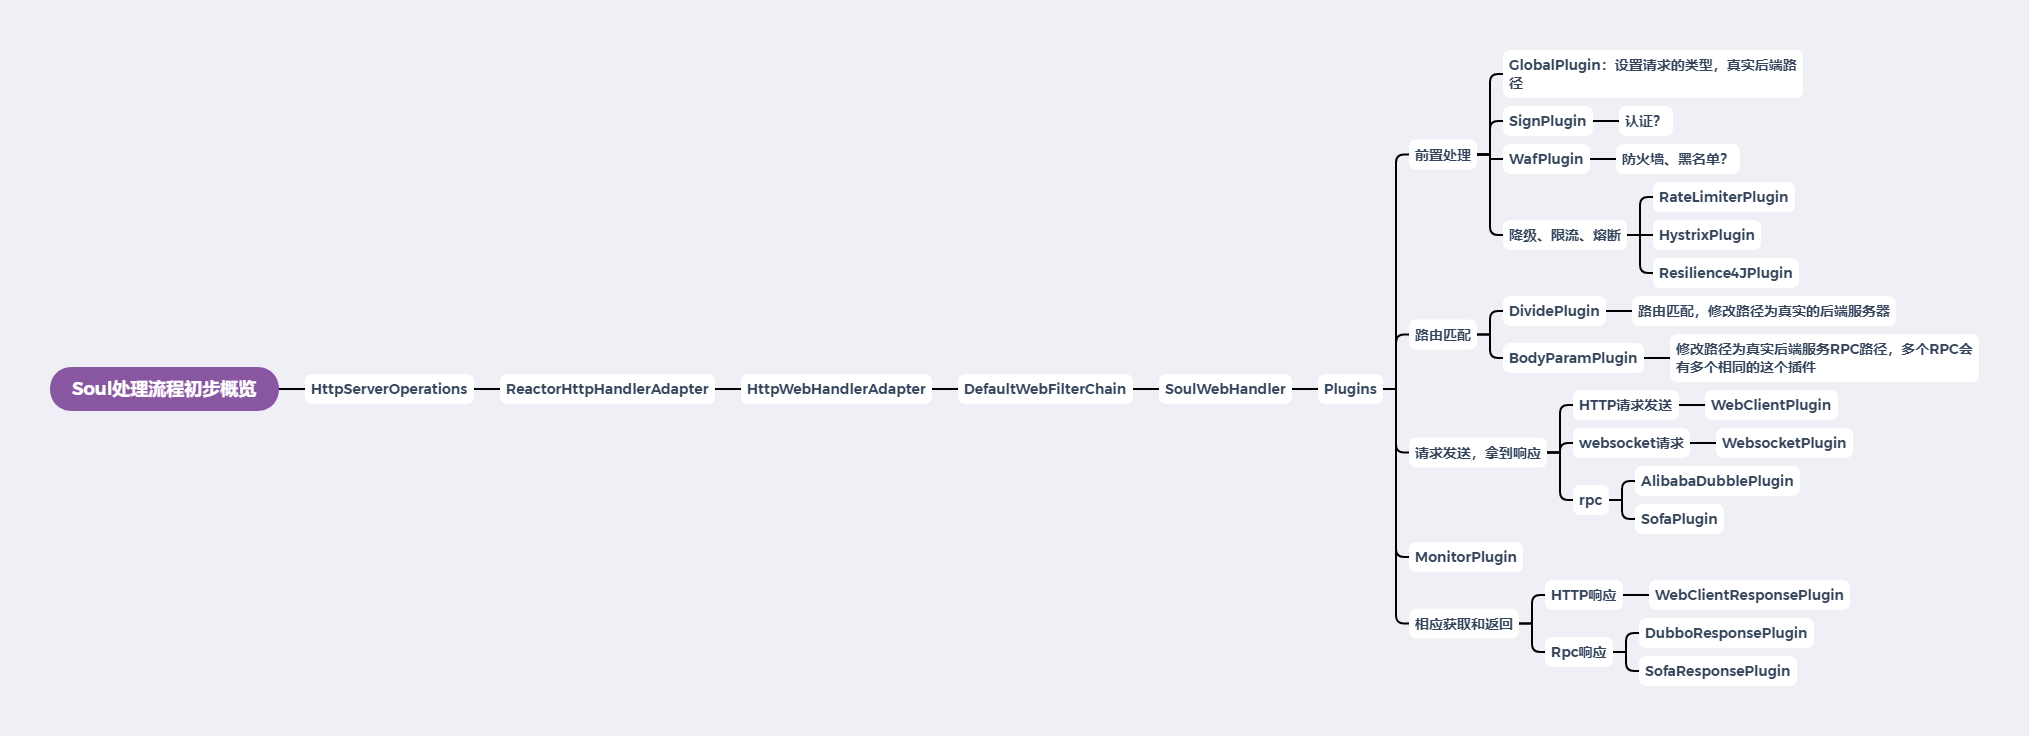 Soul处理流程初步概览
HttpServerOperations
ReactorHttpHandlerAdapter
HttpWebHandlerAdapter
DefaultWebFilterChain
SoulWebHandler
Plugins
前置处理
GlobalPlugin：设置请求的类型，真实后端路
径
SignPlugin
认证？
WafPlugin
防火墙、黑名单？
降级、限流、熔断
RateLimiterPlugin
HystrixPlugin
Resilience4JPlugin
路由匹配
DividePlugin
路由匹配，修改路径为真实的后端服务器
BodyParamPlugin
修改路径为真实后端服务RPC路径，多个RPC会
有多个相同的这个插件
请求发送，拿到响应
HTTP请求发送
WebClientPlugin
websocket请求
WebsocketPlugin
rpc
AlibabaDubblePlugin
SofaPlugin
MonitorPlugin
相应获取和返回
HTTP响应
WebClientResponsePlugin
Rpc响应
DubboResponsePlugin
SofaResponsePlugin